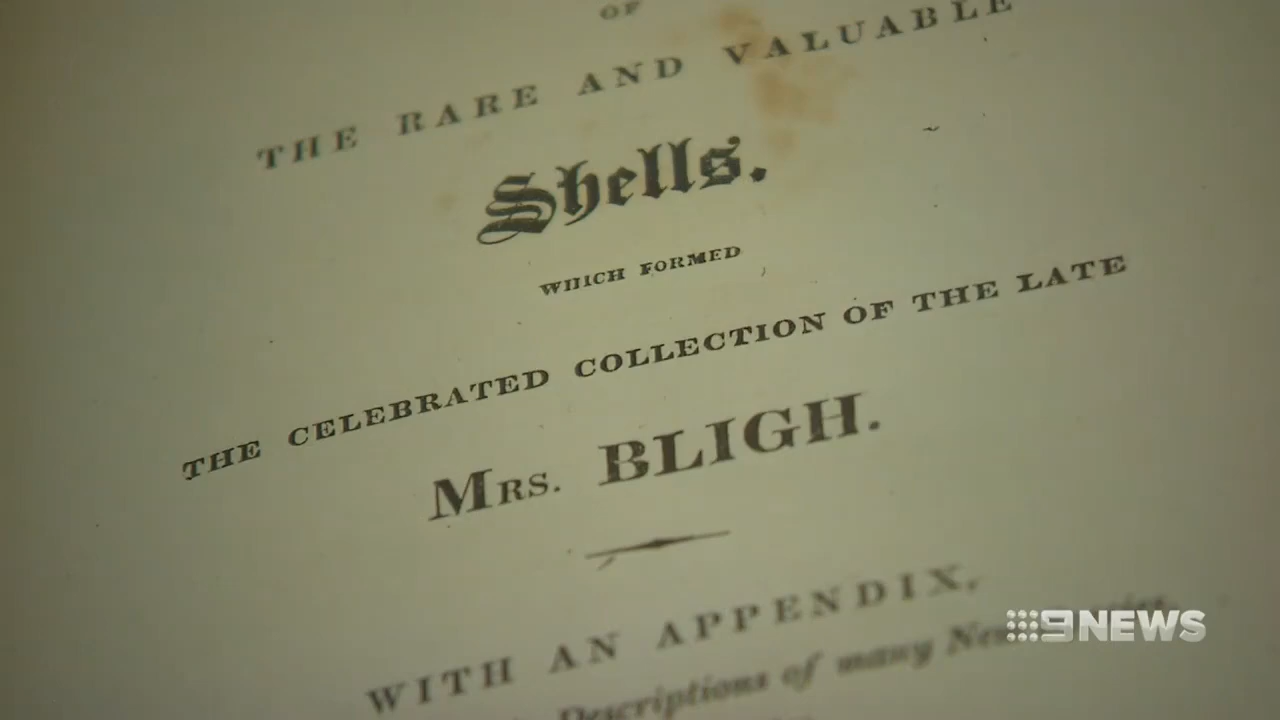 OF
THE RARE AND VALUABLE
Shells.
WHICH FORMED
THE CELEBRATED COLLECTION OF THE LATE
MRS. BLIGH.
WITH AN APPENDIX,
Descriptions of many New
9NEWS